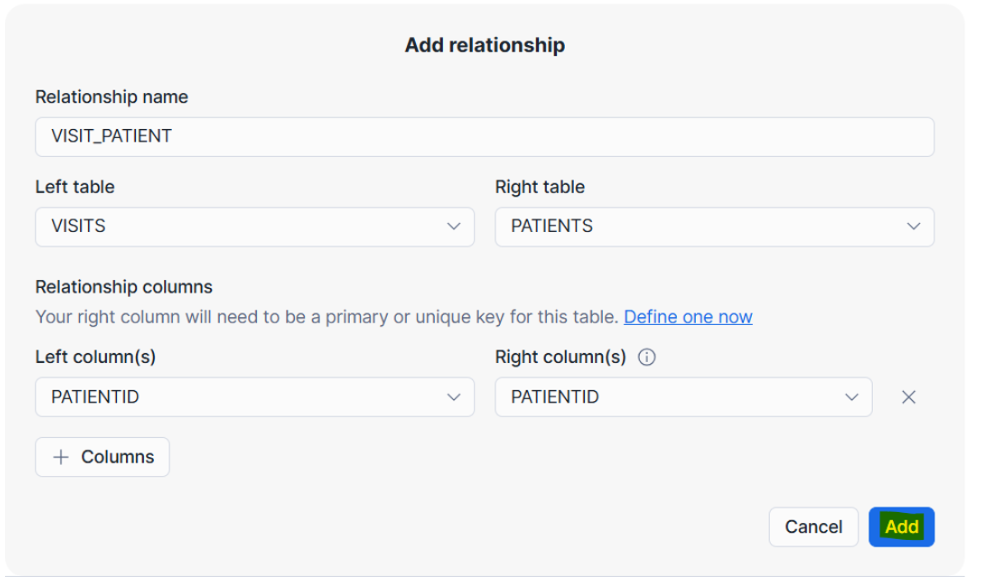 Add relationship
Relationship name
VISIT_PATIENT
Left table
Right table
VISITS
PATIENTS
Relationship columns
Your right column will need to be a primary or unique key for this table. Define one now
Left column(s)
Right column(s)
PATIENTID
PATIENTID
Columns
Cancel
Add